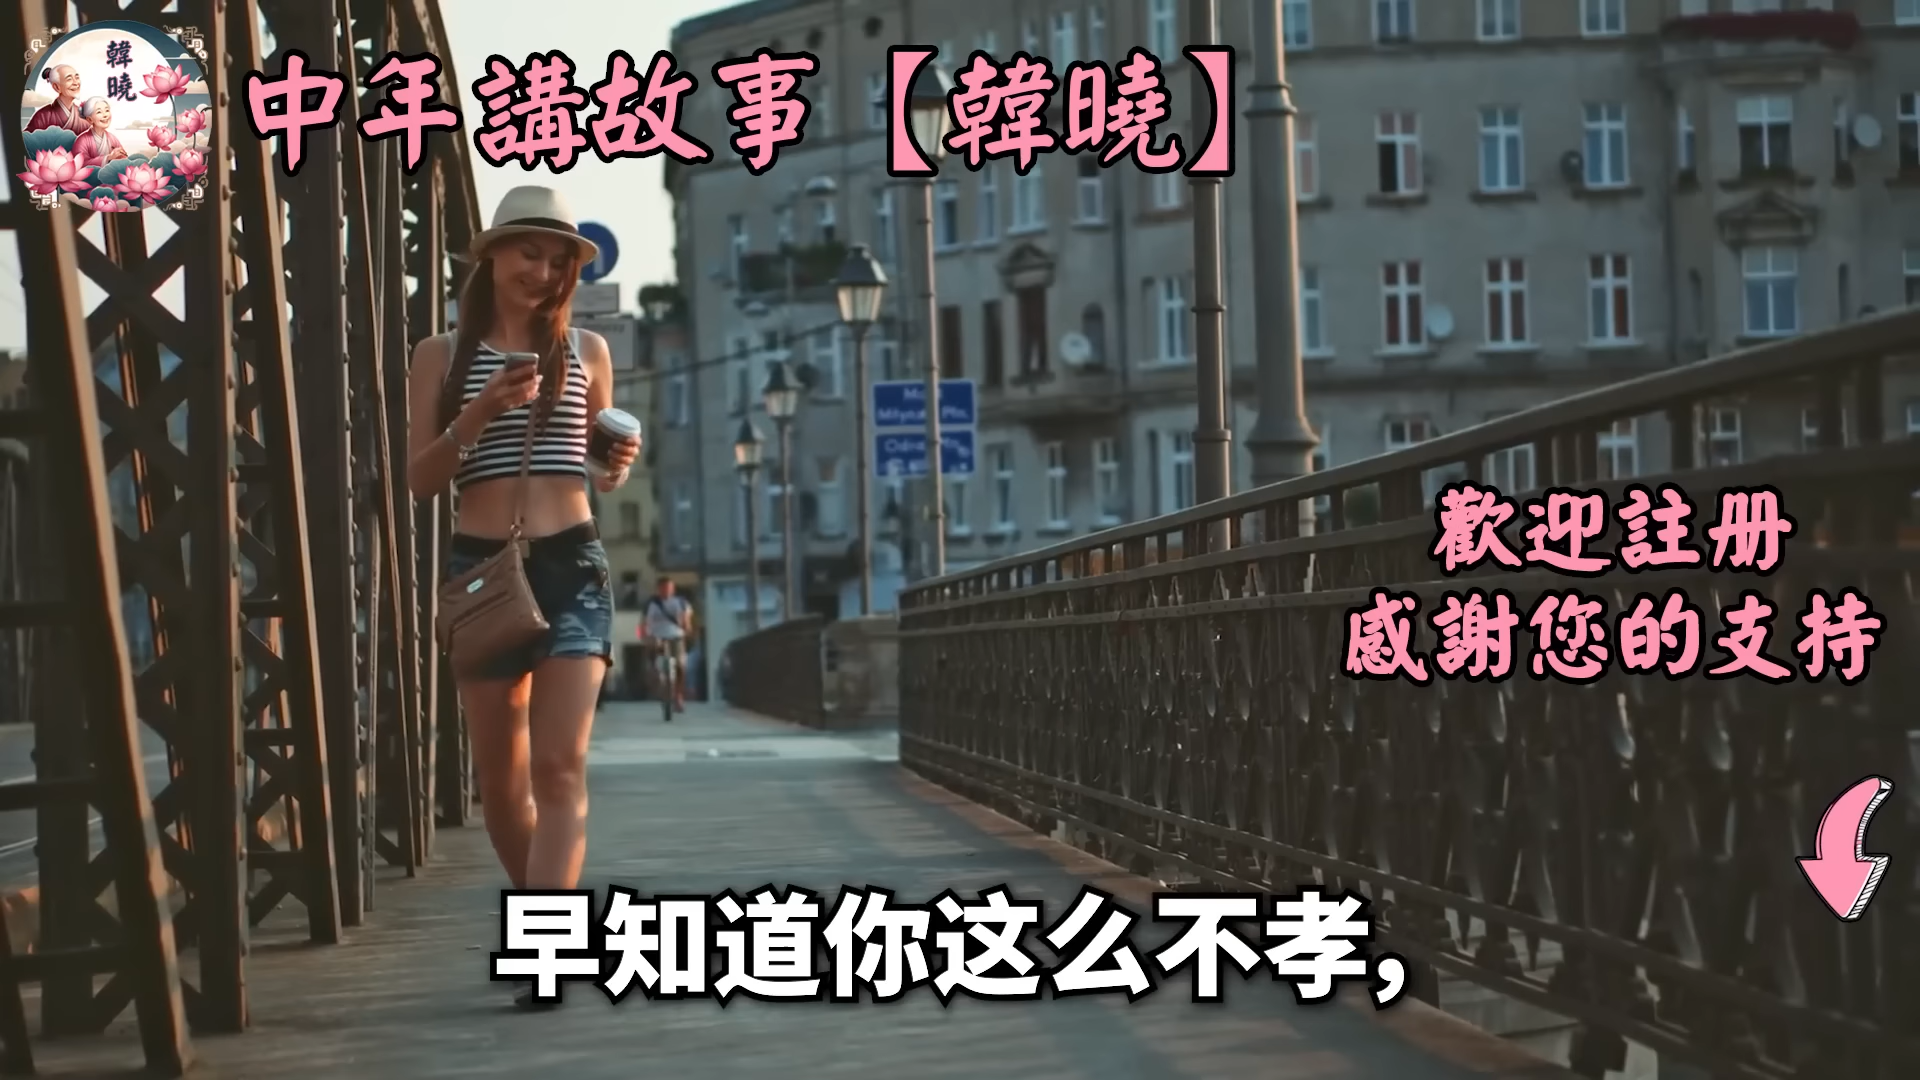 韓曉
中年講故事【韓曉】
歡迎註册
感謝您的支持
早知道你这么不孝,